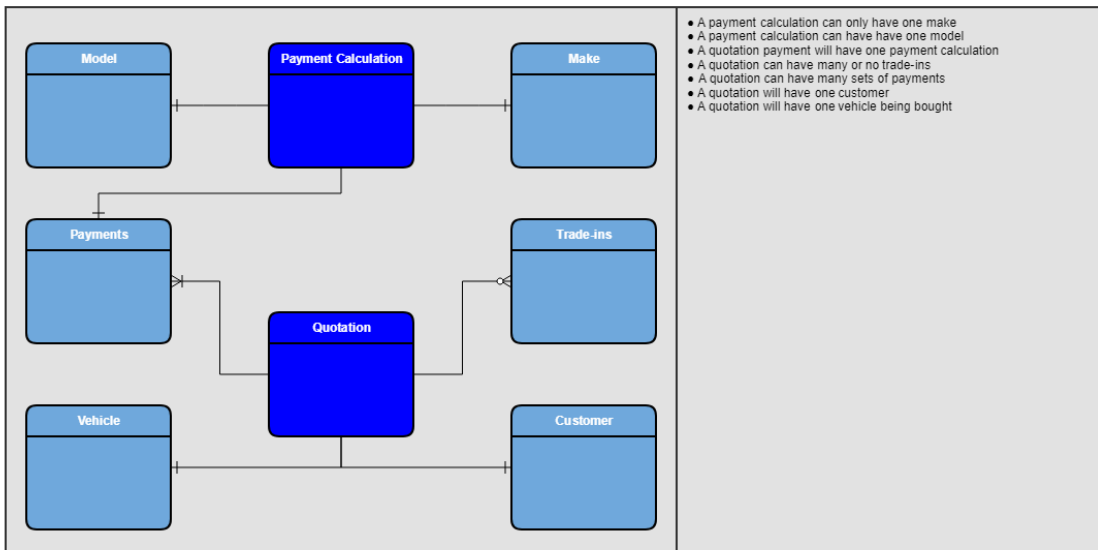 Model
Payment Calculation
Make
Payments
Trade-ins
Quotation
Vehicle
Customer
● A payment calculation can only have one make
● A payment calculation can have have one model
● A quotation payment will have one payment calculation
● A quotation can have many or no trade-ins
● A quotation can have many sets of payments
● A quotation will have one customer
● A quotation will have one vehicle being bought